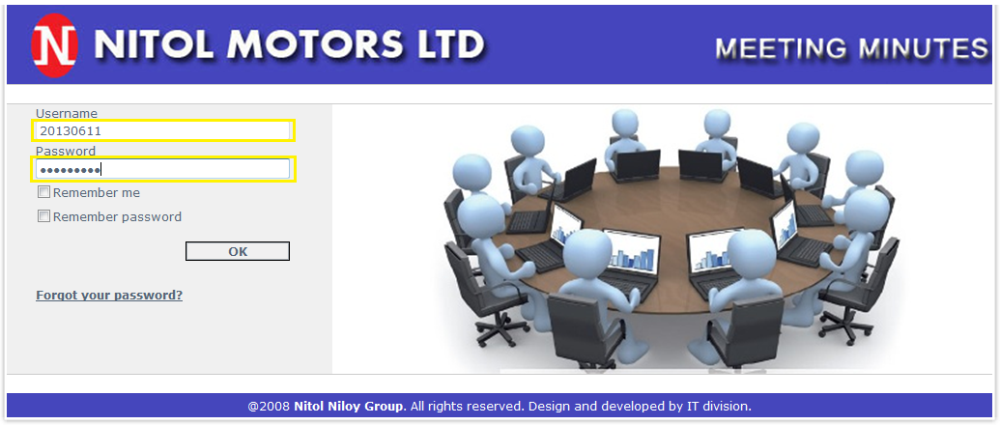 N NITOL MOTORS LTD
MEETING MINUTES
Username
20130611
Password
•••••••••
Remember me
Remember password
OK
Forgot your password?
@2008 Nitol Niloy Group. All rights reserved. Design and developed by IT division.